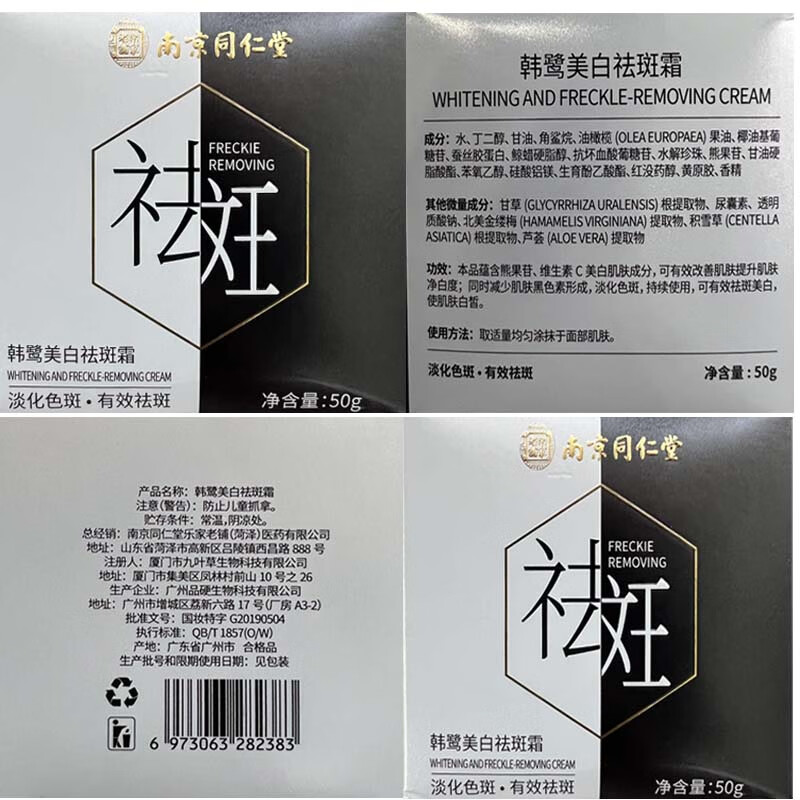 南京同仁堂
FRECKIE
REMOVING
祛斑
韩鹭美白祛斑霜
WHITENING AND FRECKLE-REMOVING CREAM
淡化色斑•有效祛斑
净含量:50g
韩鹭美白祛斑霜
WHITENING AND FRECKLE-REMOVING CREAM
成分：水、丁二醇、甘油、角鲨烷、油橄榄 (OLEA EUROPAEA) 果油、椰油基葡
糖苷、蚕丝胶蛋白、鲸蜡硬脂醇、抗坏血酸葡糖苷、水解珍珠、熊果苷、甘油硬
脂酸酯、苯氧乙醇、硅酸铝镁、生育酚乙酸酯、红没药醇、黄原胶、香精
其他微量成分：甘草 (GLYCYRRHIZA URALENSIS) 根提取物、尿囊素、透明
质酸钠、北美金缕梅 (HAMAMELIS VIRGINIANA) 提取物、积雪草 (CENTELLA
ASIATICA) 根提取物、芦荟 (ALOE VERA) 提取物
功效：本品蕴含熊果苷、维生素 C 美白肌肤成分，可有效改善肌肤提升肌肤
净白度；同时减少肌肤黑色素形成，淡化色斑，持续使用，可有效祛斑美白，
使肌肤白皙。
使用方法：取适量均匀涂抹于面部肌肤。
淡化色斑•有效祛斑
净含量：50g
产品名称：韩鹭美白祛斑霜
注意(警告)：防止儿童抓拿。
贮存条件：常温,阴凉处。
总经销：南京同仁堂乐家老铺(菏泽)医药有限公司
地址：山东省菏泽市高新区吕陵镇西昌路 888 号
注册人：厦门市九叶草生物科技有限公司
地址：厦门市集美区凤林村前山 10 号之 26
生产企业：广州品硬生物科技有限公司
地址：广州市增城区荔新六路 17 号(厂房 A3-2)
批准文号：国妆特字 G20190504
执行标准：QB/T 1857(O/W)
产地：广东省广州市 合格品
生产批号和限期使用日期：见包装
6 973063 282383
南京同仁堂
FRECKIE
REMOVING
祛斑
韩鹭美白祛斑霜
WHITENING AND FRECKLE-REMOVING CREAM
淡化色斑•有效祛斑
净含量:50g